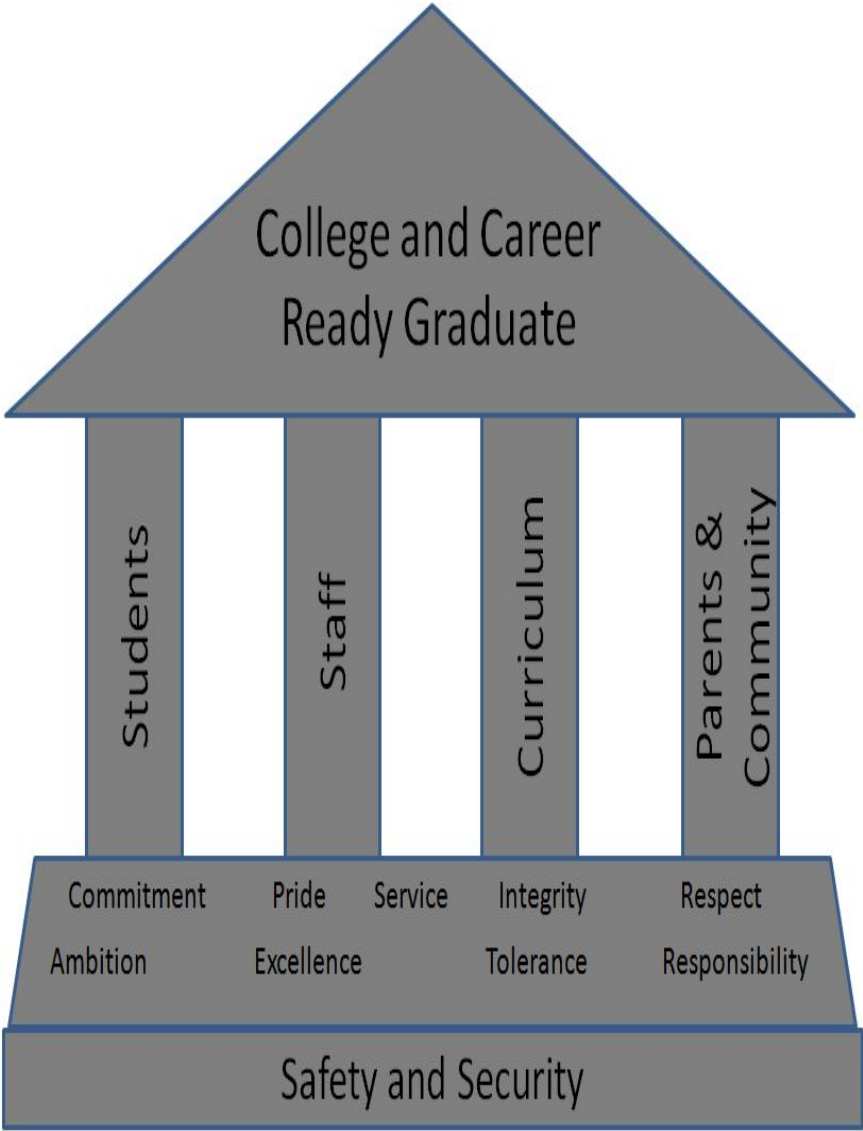 College and Career
Ready Graduate
Students
Staff
Curriculum
Parents &
Community
Commitment Pride Service Integrity Respect
Ambition Excellence Tolerance Responsibility
Safety and Security